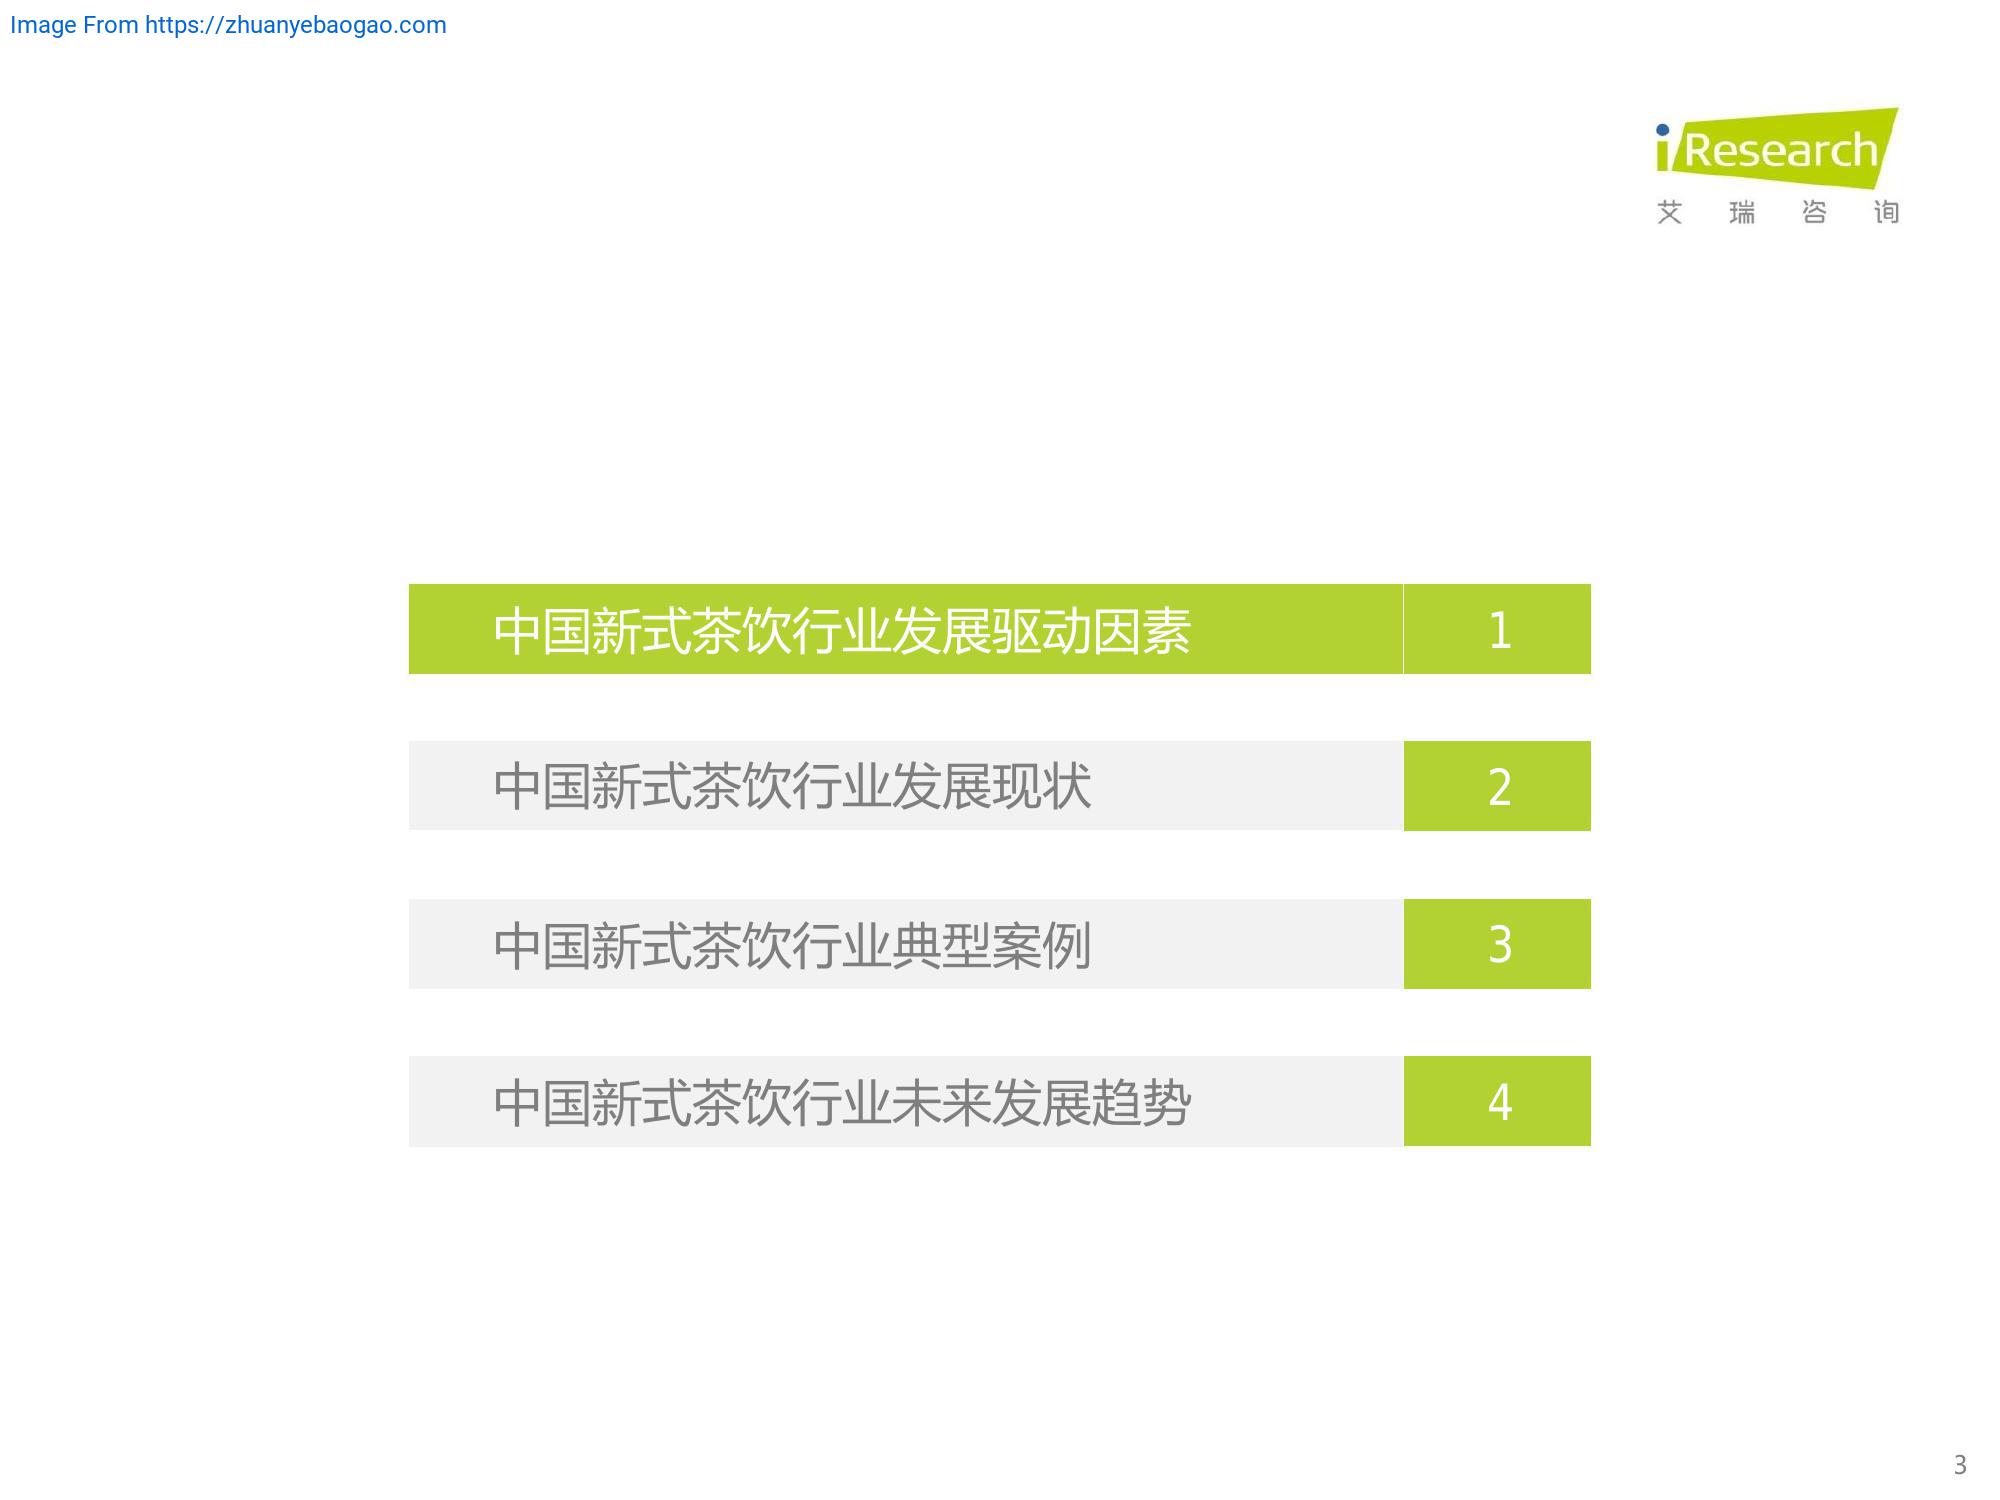 Image From https://zhuanyebaogao.com
iResearch
艾瑞咨询
中国新式茶饮行业发展驱动因素 1
中国新式茶饮行业发展现状 2
中国新式茶饮行业典型案例 3
中国新式茶饮行业未来发展趋势 4
3